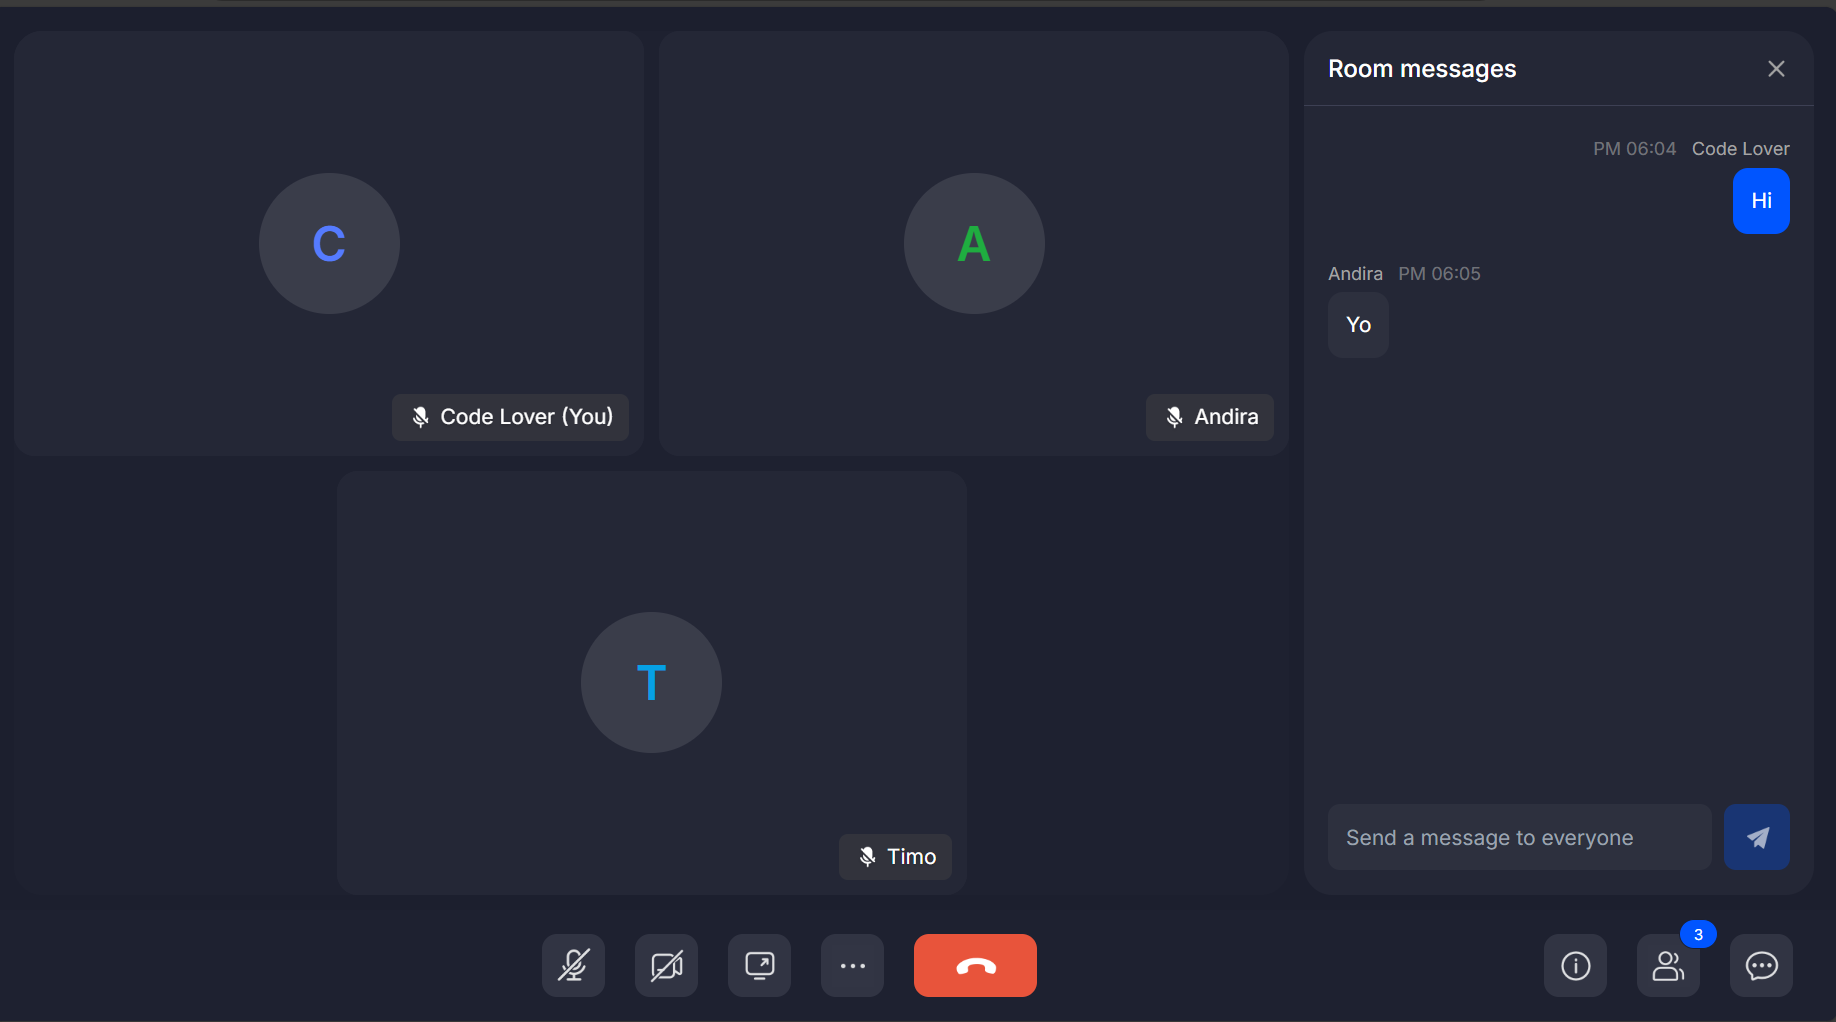 C
Code Lover (You)
A
Andira
T
Timo
Room messages
PM 06:04 Code Lover
Hi
Andira PM 06:05
Yo
Send a message to everyone
3